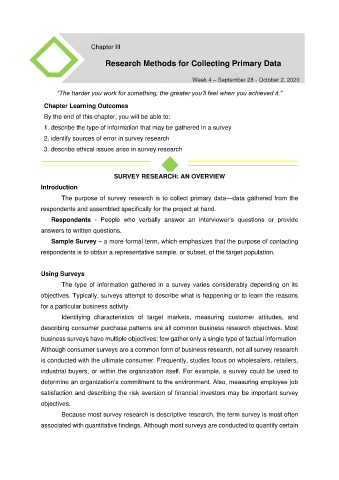 Chapter III
Research Methods for Collecting Primary Data
Week 4 – September 28 - October 2, 2020
"The harder you work for something, the greater you'll feel when you achieved it."
Chapter Learning Outcomes
By the end of this chapter, you will be able to:
1. describe the type of information that may be gathered in a survey
2. identify sources of error in survey research
3. describe ethical issues arise in survey research
SURVEY RESEARCH: AN OVERVIEW
Introduction
The purpose of survey research is to collect primary data—data gathered from the
respondents and assembled specifically for the project at hand.
Respondents - People who verbally answer an interviewer's questions or provide
answers to written questions.
Sample Survey – a more formal term, which emphasizes that the purpose of contacting
respondents is to obtain a representative sample, or subset, of the target population.
Using Surveys
The type of information gathered in a survey varies considerably depending on its
objectives. Typically, surveys attempt to describe what is happening or to learn the reasons
for a particular business activity.
Identifying characteristics of target markets, measuring customer attitudes, and
describing consumer purchase patterns are all common business research objectives. Most
business surveys have multiple objectives; few gather only a single type of factual information.
Although consumer surveys are a common form of business research, not all survey research
is conducted with the ultimate consumer. Frequently, studies focus on wholesalers, retailers,
industrial buyers, or within the organization itself. For example, a survey could be used to
determine an organization's commitment to the environment. Also, measuring employee job
satisfaction and describing the risk aversion of financial investors may be important survey
objectives.
Because most survey research is descriptive research, the term survey is most often
associated with quantitative findings. Although most surveys are conducted to quantify certain